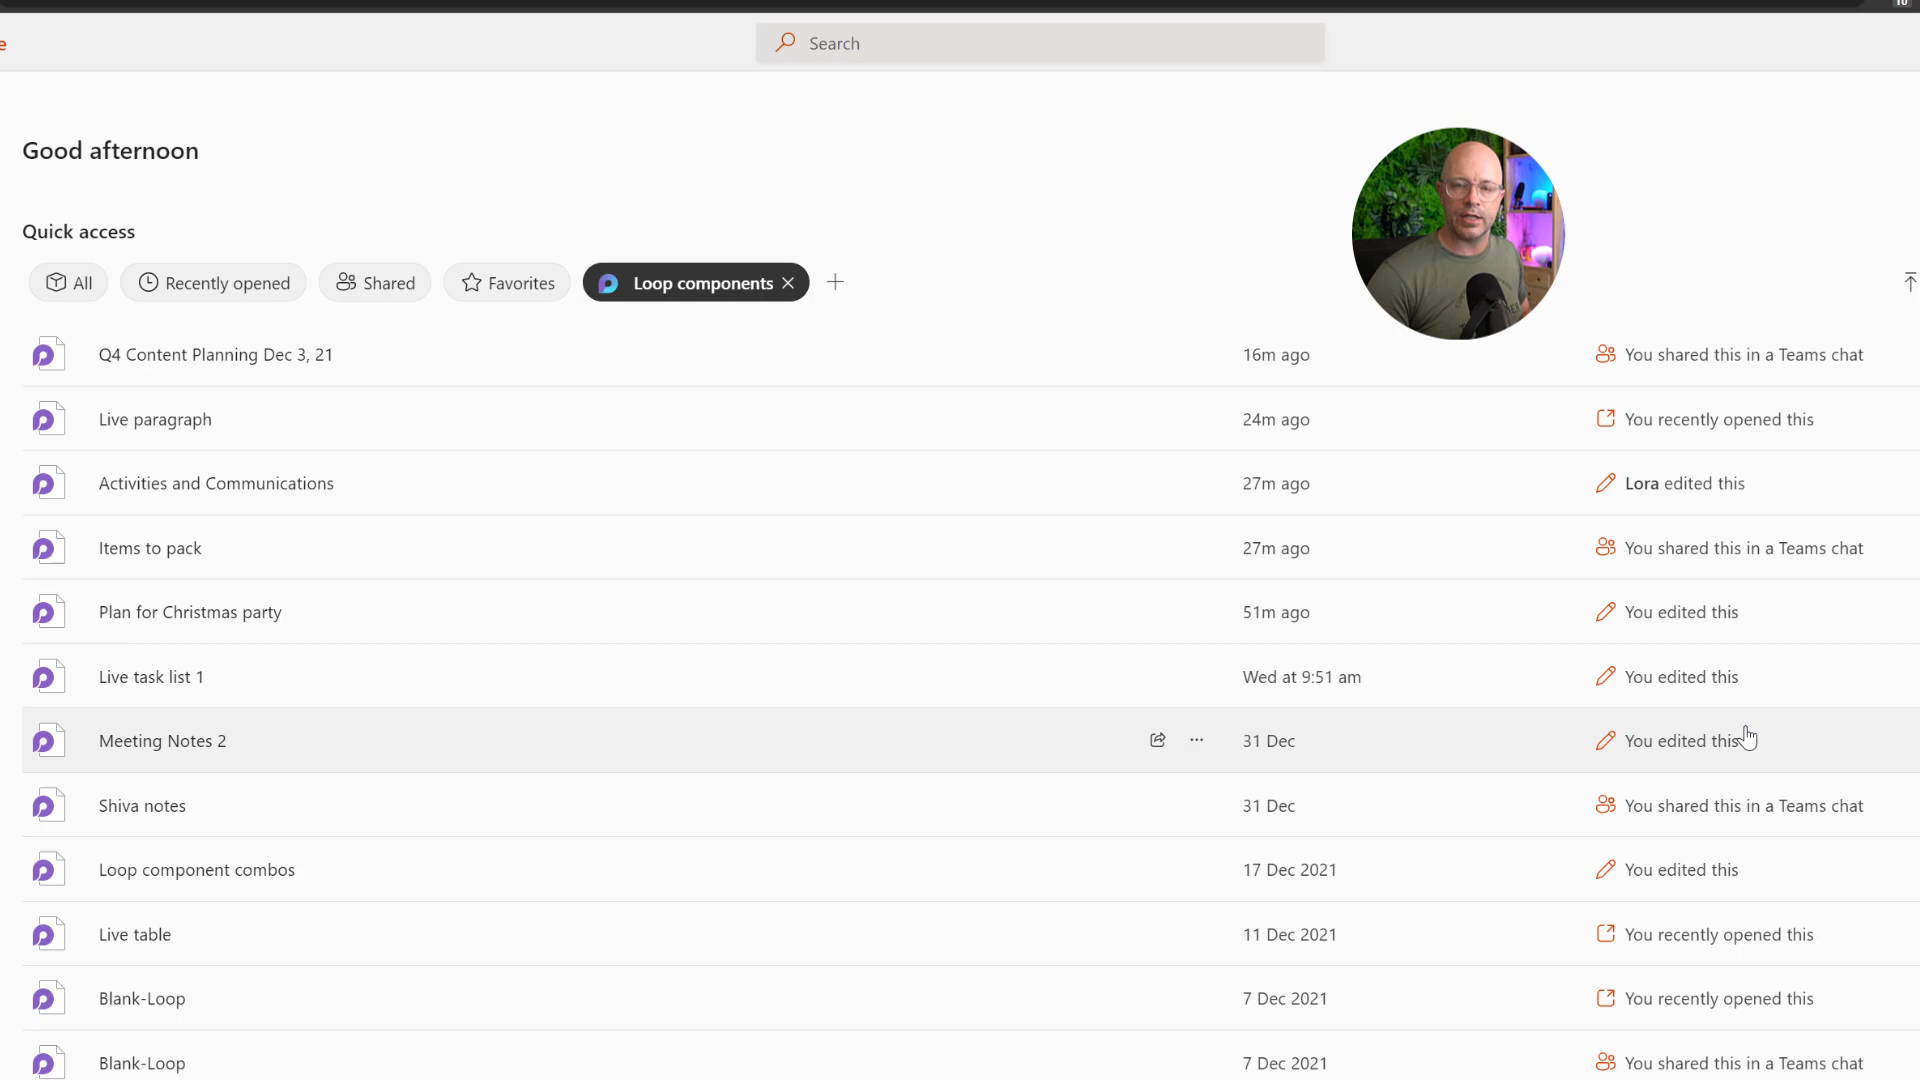 10
e
Search
Good afternoon
Quick access
All
Recently opened
Shared
Favorites
Loop components
Q4 Content Planning Dec 3, 21 16m ago You shared this in a Teams chat
Live paragraph 24m ago You recently opened this
Activities and Communications 27m ago Lora edited this
Items to pack 27m ago You shared this in a Teams chat
Plan for Christmas party 51m ago You edited this
Live task list 1 Wed at 9:51 am You edited this
Meeting Notes 2 31 Dec You edited this
Shiva notes 31 Dec You shared this in a Teams chat
Loop component combos 17 Dec 2021 You edited this
Live table 11 Dec 2021 You recently opened this
Blank-Loop 7 Dec 2021 You recently opened this
Blank-Loop 7 Dec 2021 You shared this in a Teams chat